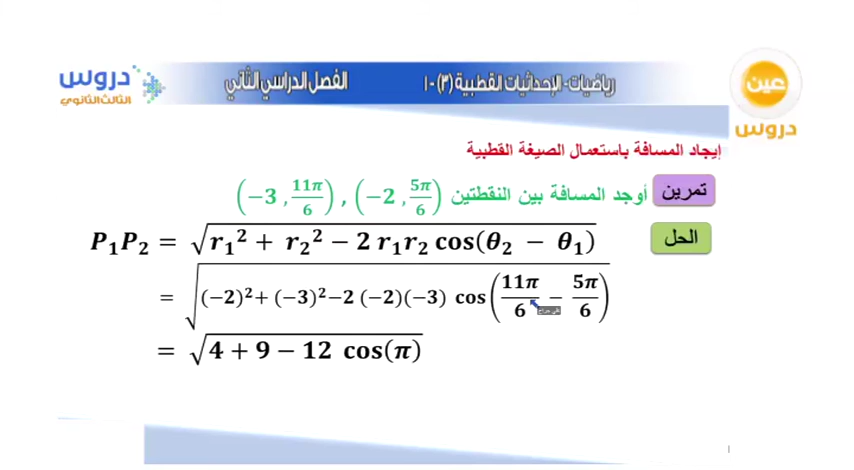 دروس
الثالث الثانوي
الفصل الدراسي الثاني
رياضيات - الإحداثيات القطبية (٣) - ١٠
عين
دروس
إيجاد المسافة باستعمال الصيغة القطبية
تمرين أوجد المسافة بين النقطتين (−2 , 5π/6) , (−3 , 11π/6)
الحل
P₁P₂ = √(r₁² + r₂² − 2 r₁r₂ cos(θ₂ − θ₁))
= √((−2)² + (−3)² −2 (−2)(−3) cos(11π/6 − 5π/6))
= √(4 + 9 − 12 cos(π))